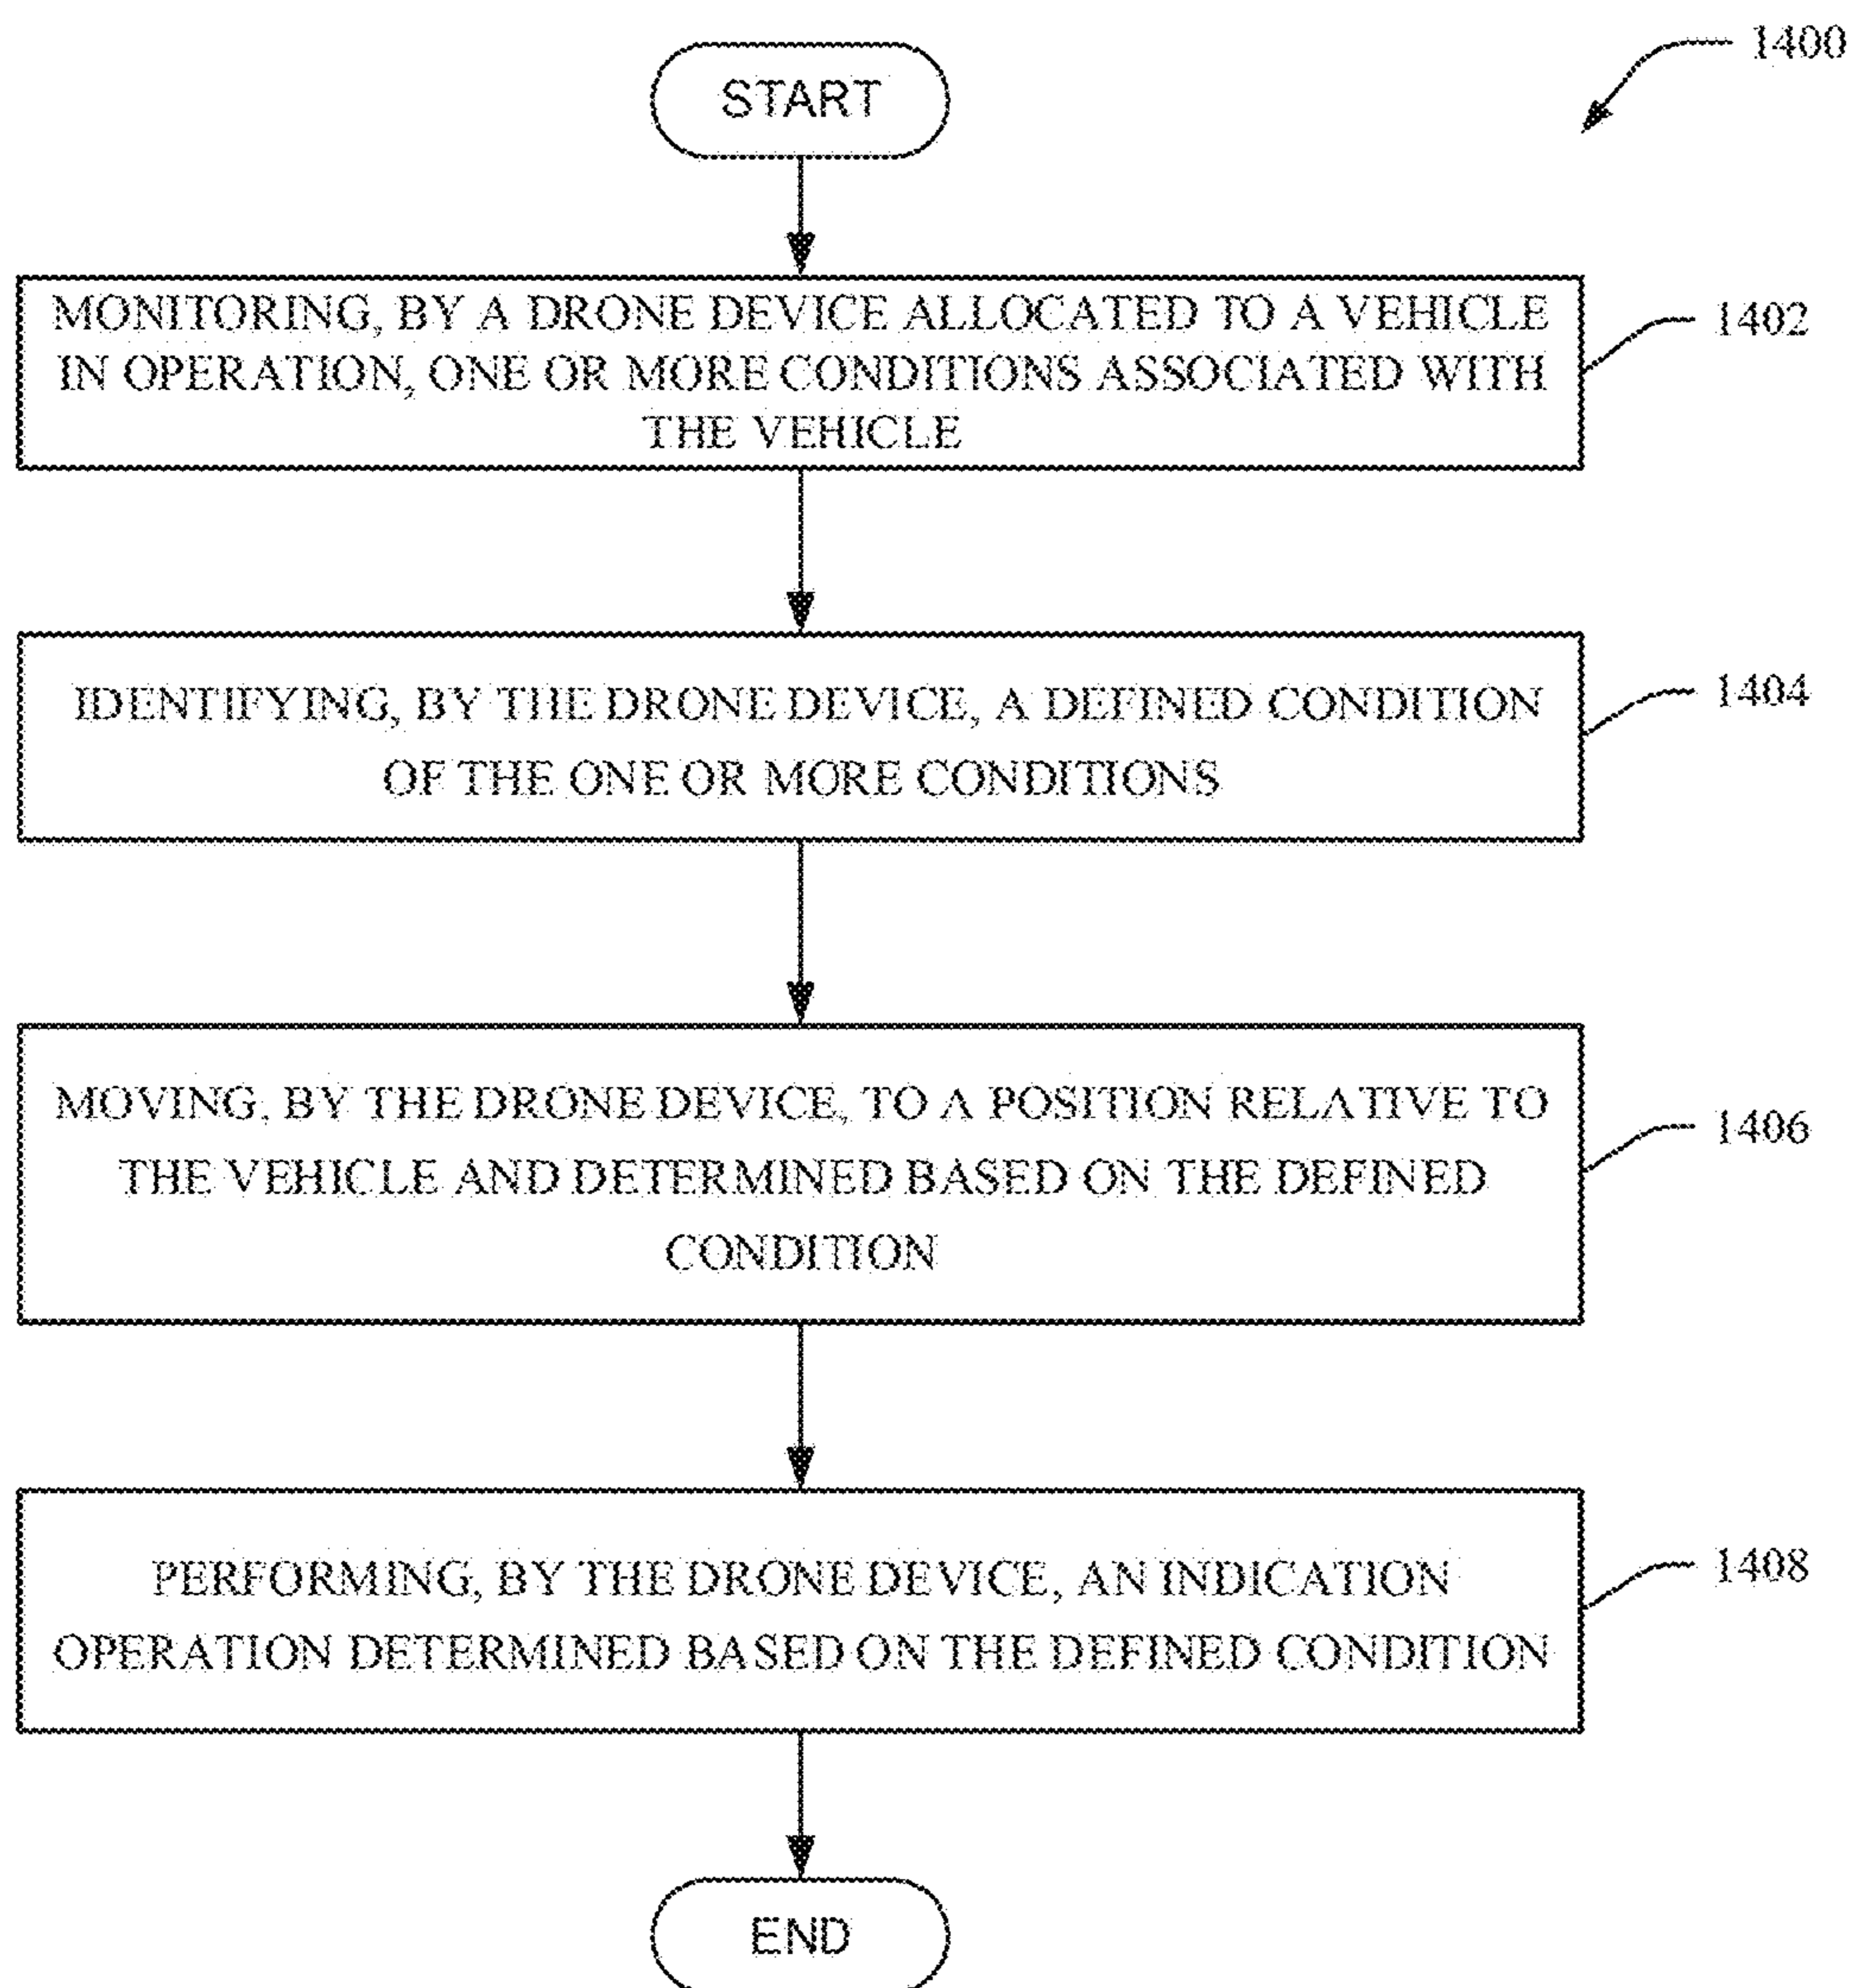 1400
START
MONITORING, BY A DRONE DEVICE ALLOCATED TO A VEHICLE
IN OPERATION, ONE OR MORE CONDITIONS ASSOCIATED WITH
THE VEHICLE
1402
IDENTIFYING, BY THE DRONE DEVICE, A DEFINED CONDITION
OF THE ONE OR MORE CONDITIONS
1404
MOVING, BY THE DRONE DEVICE, TO A POSITION RELATIVE TO
THE VEHICLE AND DETERMINED BASED ON THE DEFINED
CONDITION
1406
PERFORMING, BY THE DRONE DEVICE, AN INDICATION
OPERATION DETERMINED BASED ON THE DEFINED CONDITION
1408
END